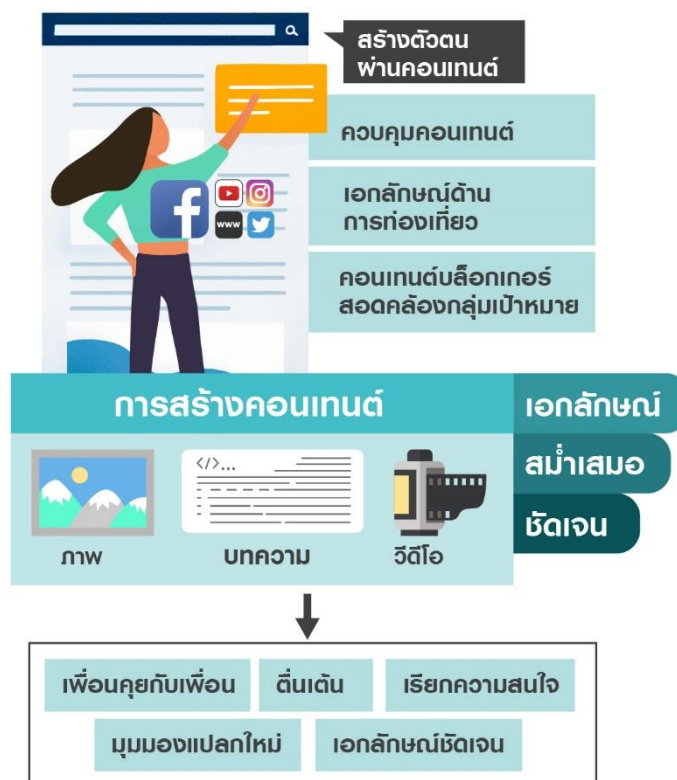 สร้างตัวตน
ผ่านคอนเทนต์
ควบคุมคอนเทนต์
เอกลักษณ์ด้าน
การท่องเที่ยว
www
คอนเทนต์บล็อกเกอร์
สอดคล้องกลุ่มเป้าหมาย
การสร้างคอนเทนต์
เอกลักษณ์
สม่ำเสมอ
ชัดเจน
</>...
ภาพ
บทความ
วีดีโอ
เพื่อนคุยกับเพื่อน
ตื่นเต้น
เรียกความสนใจ
มุมมองแปลกใหม่
เอกลักษณ์ชัดเจน